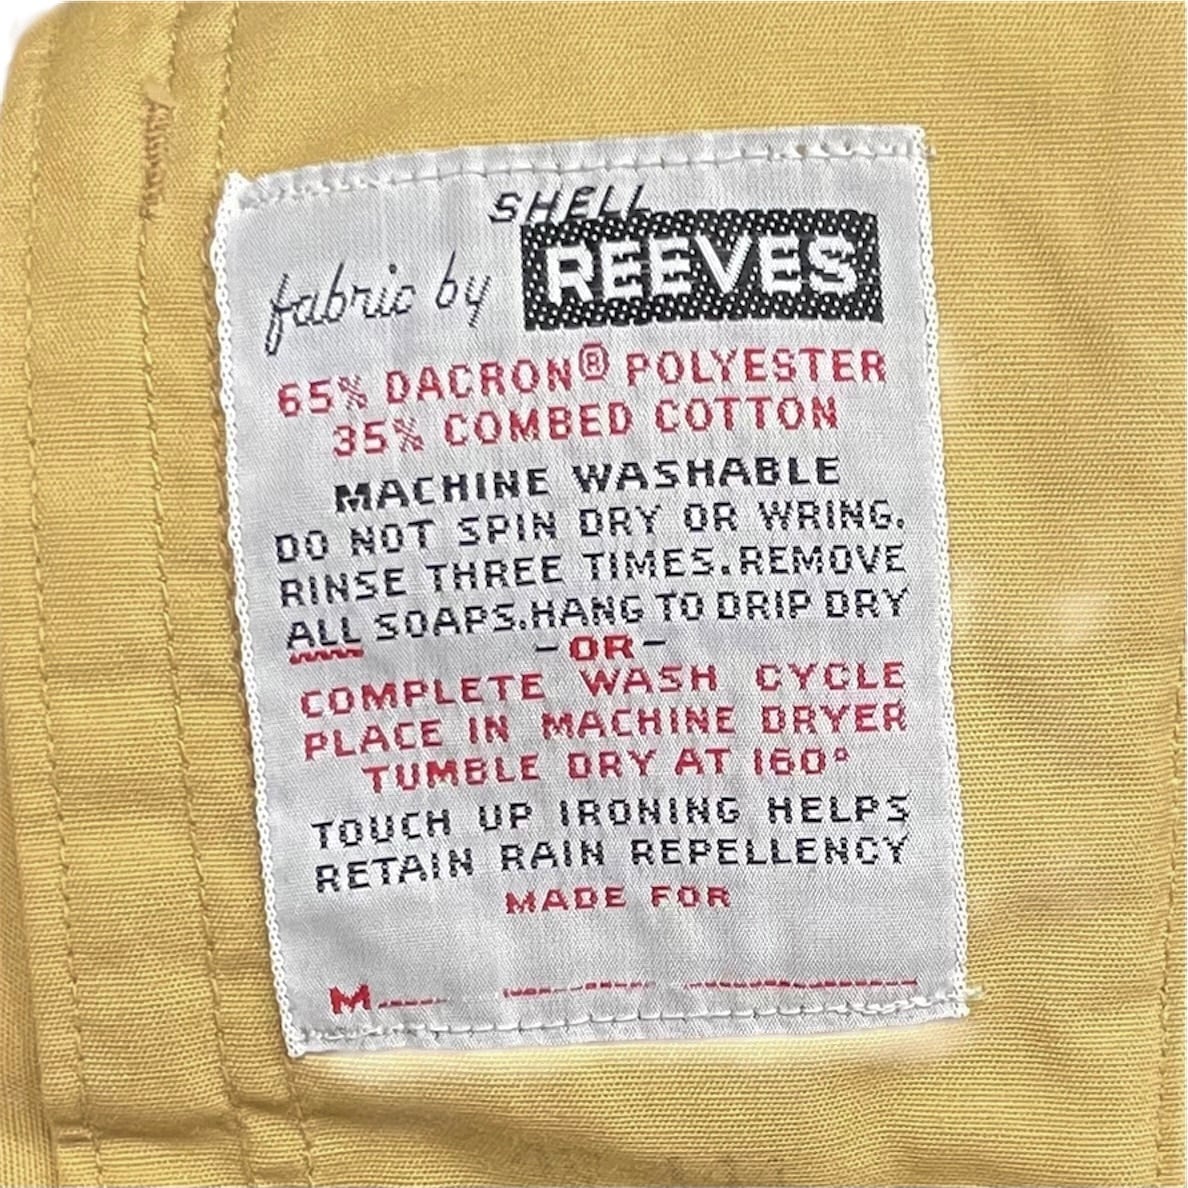 SHELL
fabric by REEVES
65% DACRON® POLYESTER
35% COMBED COTTON
MACHINE WASHABLE
DO NOT SPIN DRY OR WRING.
RINSE THREE TIMES. REMOVE
ALL SOAPS. HANG TO DRIP DRY
-OR-
COMPLETE WASH CYCLE
PLACE IN MACHINE DRYER
TUMBLE DRY AT 160°
TOUCH UP IRONING HELPS
RETAIN RAIN REPELLENCY
MADE FOR
M